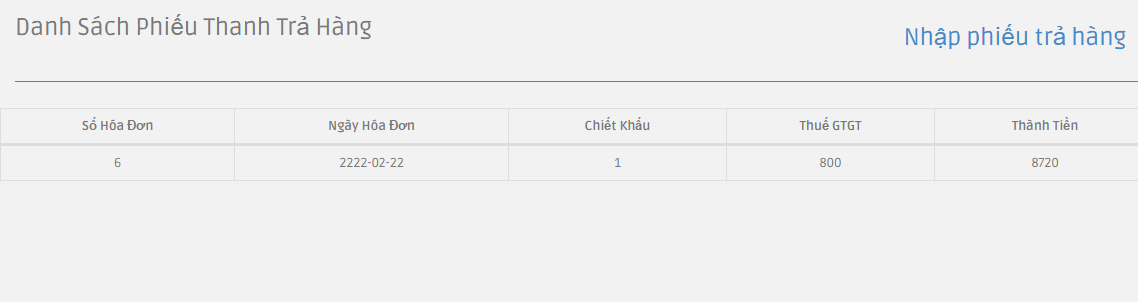 Danh Sách Phiếu Thanh Trả Hàng
Nhập phiếu trả hàng
Số Hóa Đơn Ngày Hóa Đơn Chiết Khấu Thuế GTGT Thành Tiền
6 2222-02-22 1 800 8720